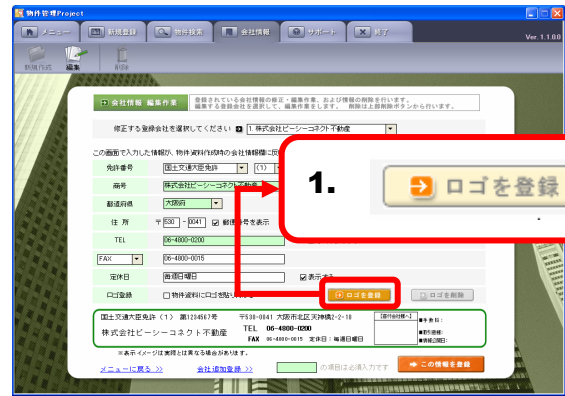 物件管理Project
メニュー
新規登録
物件検索
会社情報
サポート
終了
Ver. 1.1.0.0
新規作成
編集
削除
会社情報 編集作業
登録されている会社情報の修正・編集作業、および情報の削除を行います。
編集する登録会社を選択して、編集作業をします。 削除は上部削除ボタンから行います。
修正する登録会社を選択してください
1.株式会社ピーシーコネクト不動産
この画面で入力した情報が、物件資料作成時の会社情報欄に反
免許番号
国土交通大臣免許
(1)
商号
株式会社ピーシーコネクト不動産
都道府県
大阪府
住 所
〒530 - 0041
郵便番号を表示
TEL
06-4800-0200
FAX
06-4800-0015
定休日
毎週日曜日
表示する
ロゴ登録
物件資料にロゴを貼り
ロゴを登録
ロゴを削除
1.
ロゴを登録
国土交通大臣免許 (1) 第1234567号
〒530-0041 大阪市北区天神橋2-2-10
株式会社ピーシーコネクト不動産
TEL 06-4800-0200
FAX 06-4800-0015 定休日:毎週日曜日
■手数料:
■取引態様:
■情報公開日:
※表示イメージは実際とは異なる場合があります。
メニューに戻る >>
会社追加登録 >>
の項目は必須入力です
この情報を登録